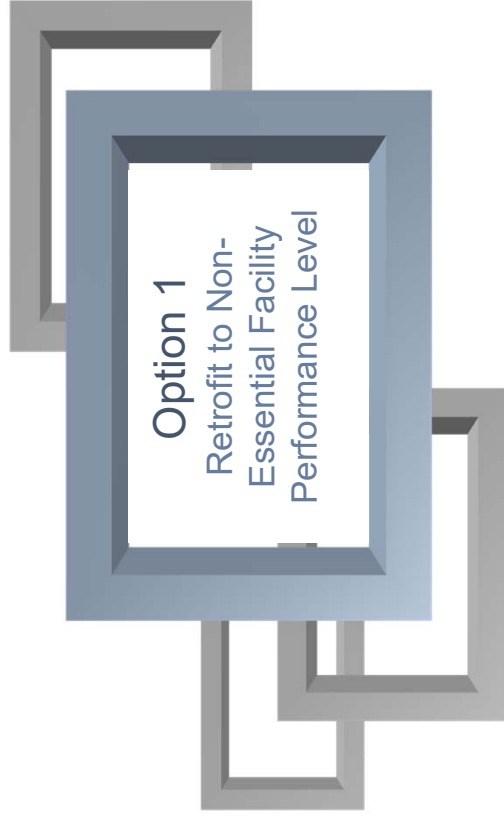 Option 1
Retrofit to Non-
Essential Facility
Performance Level